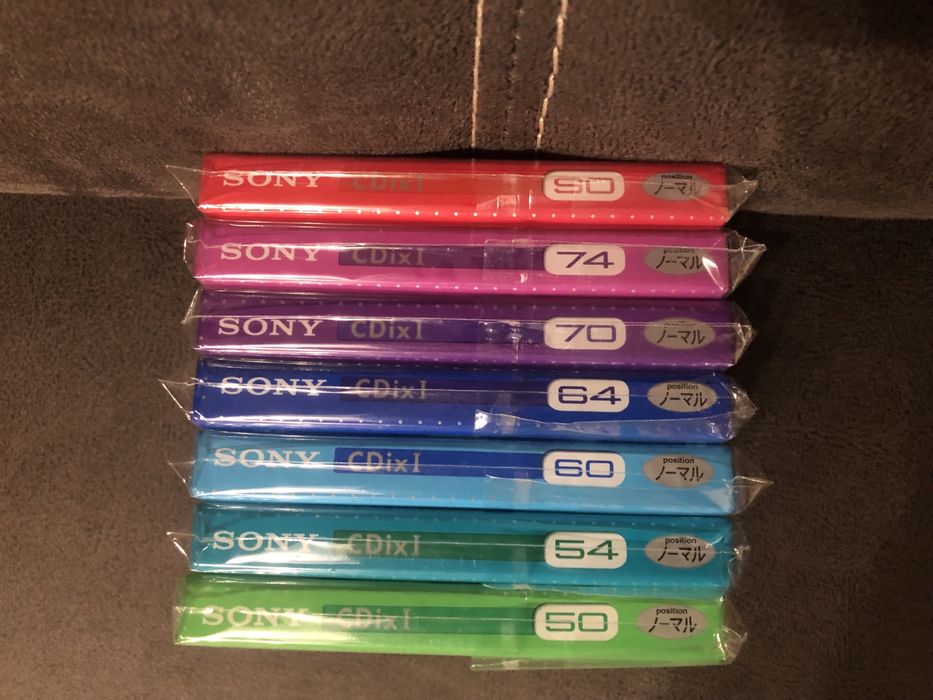 SONY CDixI position ノーマル
SONY CDixI 74 position ノーマル
SONY CDixI 70 position ノーマル
SONY CDixI 64 position ノーマル
SONY CDixI 60 position ノーマル
SONY CDixI 54 position ノーマル
SONY CDixI 50 position ノーマル